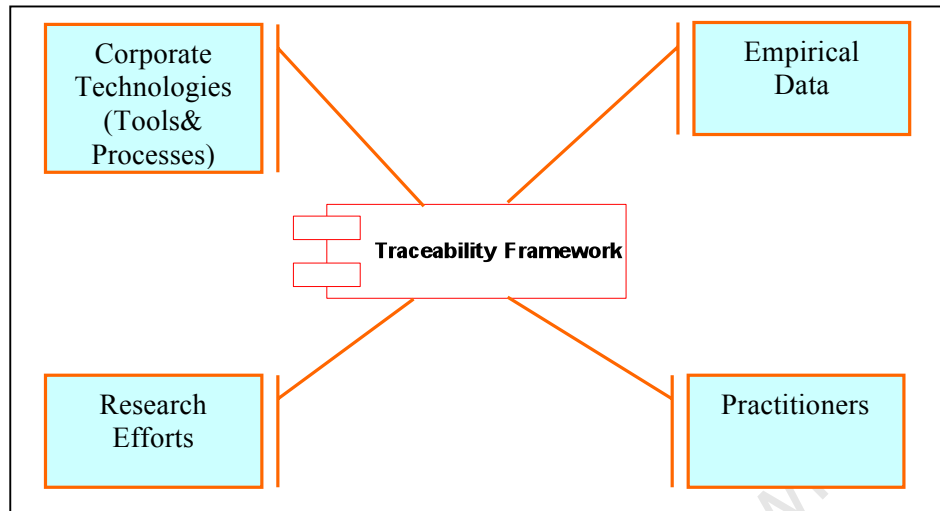 Corporate
Technologies
(Tools&
Processes)
Empirical
Data
Traceability Framework
Research
Efforts
Practitioners